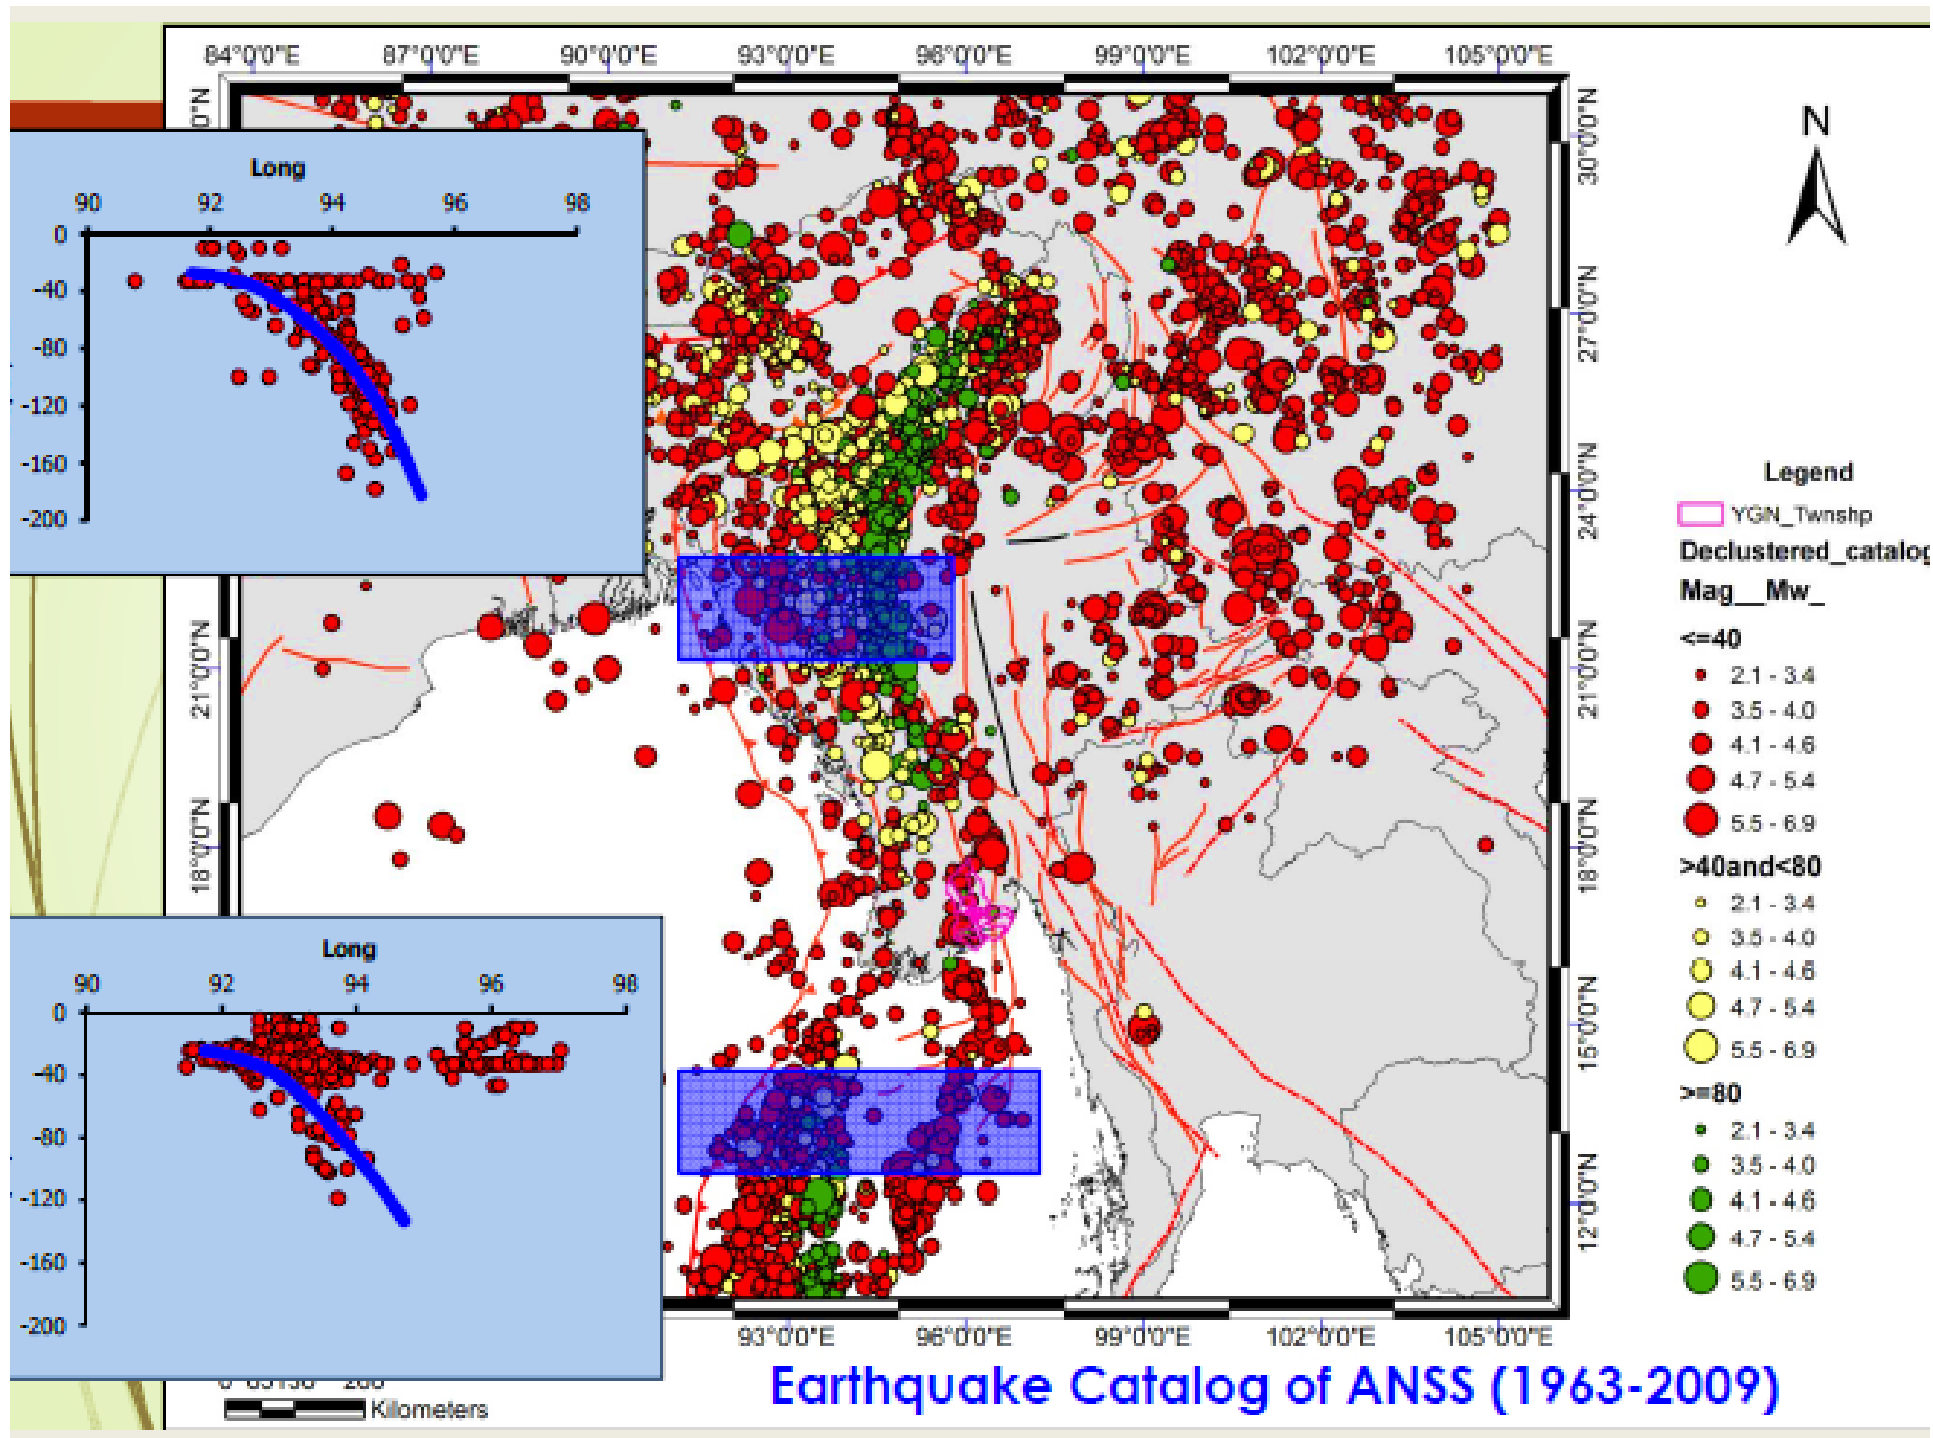 84°0'0"E 87°0'0"E 90°0'0"E 93°0'0"E 96°0'0"E 99°0'0"E 102°0'0"E 105°0'0"E
30°0'0"N
27°0'0"N
24°0'0"N
21°0'0"N
18°0'0"N
15°0'0"N
12°0'0"N
0"N
21°0'0"N
18°0'0"N
Long
90 92 94 96 98
0
-40
-80
-120
-160
-200
Long
90 92 94 96 98
0
-40
-80
-120
-160
-200
N
Legend
YGN_Twnshp
Declustered_catalog
Mag__Mw_
<=40
2.1 - 3.4
3.5 - 4.0
4.1 - 4.6
4.7 - 5.4
5.5 - 6.9
>40and<80
2.1 - 3.4
3.5 - 4.0
4.1 - 4.6
4.7 - 5.4
5.5 - 6.9
>=80
2.1 - 3.4
3.5 - 4.0
4.1 - 4.6
4.7 - 5.4
5.5 - 6.9
93°0'0"E 96°0'0"E 99°0'0"E 102°0'0"E 105°0'0"E
Earthquake Catalog of ANSS (1963-2009)
Kilometers